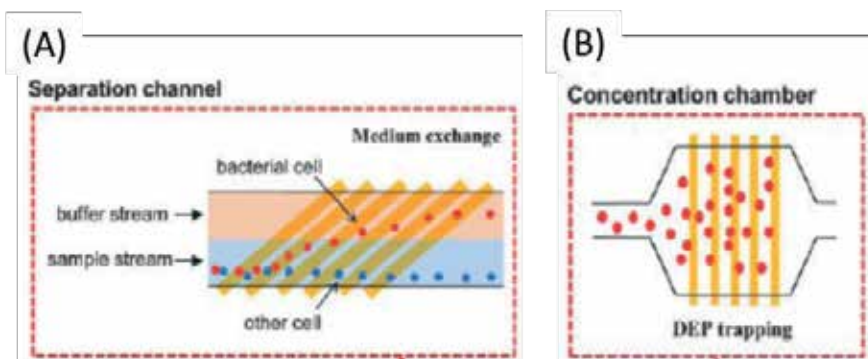 (A)
Separation channel
Medium exchange
bacterial cell
buffer stream
sample stream
other cell
(B)
Concentration chamber
DEP trapping